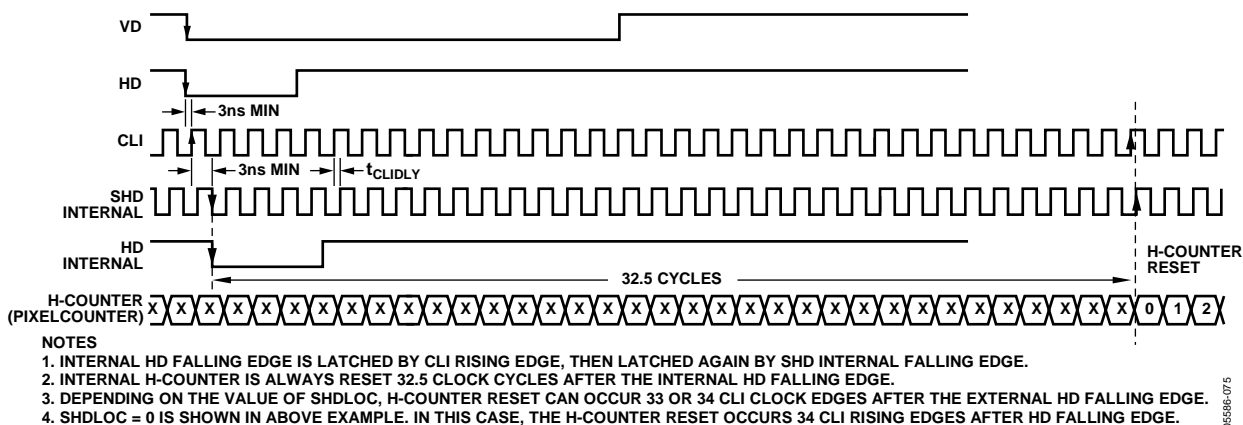 VD
HD
3ns MIN
CLI
3ns MIN
tCLIDLY
SHD
INTERNAL
HD
INTERNAL
H-COUNTER
RESET
32.5 CYCLES
H-COUNTER
(PIXELCOUNTER)
X X X X X X X X X X X X X X X X X X X X X X X X X X X X X X X X X X X 0 1 2
NOTES
1. INTERNAL HD FALLING EDGE IS LATCHED BY CLI RISING EDGE, THEN LATCHED AGAIN BY SHD INTERNAL FALLING EDGE.
2. INTERNAL H-COUNTER IS ALWAYS RESET 32.5 CLOCK CYCLES AFTER THE INTERNAL HD FALLING EDGE.
3. DEPENDING ON THE VALUE OF SHDLOC, H-COUNTER RESET CAN OCCUR 33 OR 34 CLI CLOCK EDGES AFTER THE EXTERNAL HD FALLING EDGE.
4. SHDLOC = 0 IS SHOWN IN ABOVE EXAMPLE. IN THIS CASE, THE H-COUNTER RESET OCCURS 34 CLI RISING EDGES AFTER HD FALLING EDGE.
05586-075